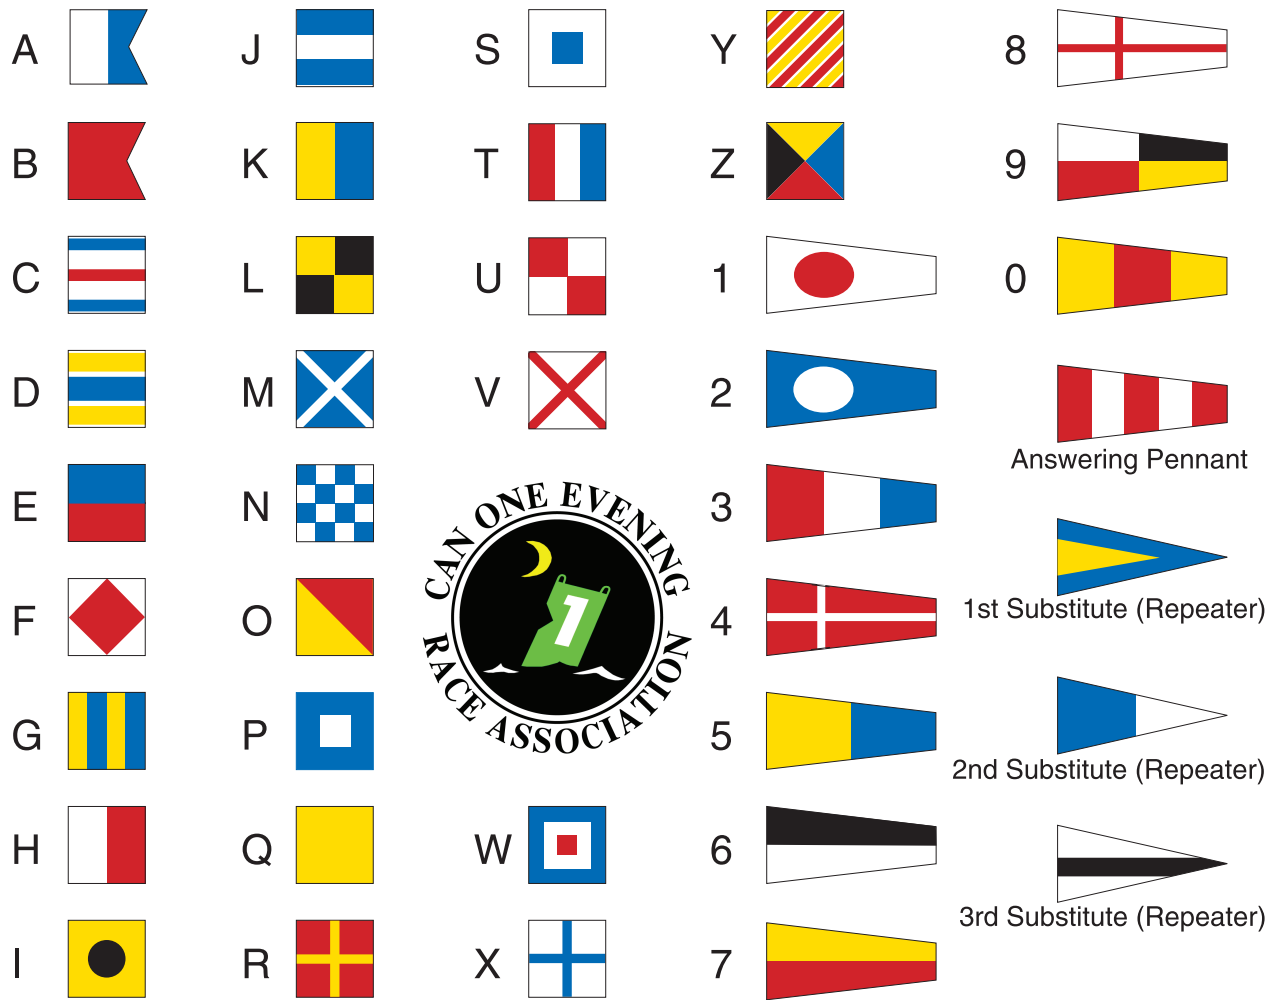 A
B
C
D
E
F
G
H
I
J
K
L
M
N
O
P
Q
R
S
T
U
V
CAN ONE EVENING
1
RACE ASSOCIATION
W
X
Y
Z
1
2
3
4
5
6
7
8
9
0
Answering Pennant
1st Substitute (Repeater)
2nd Substitute (Repeater)
3rd Substitute (Repeater)